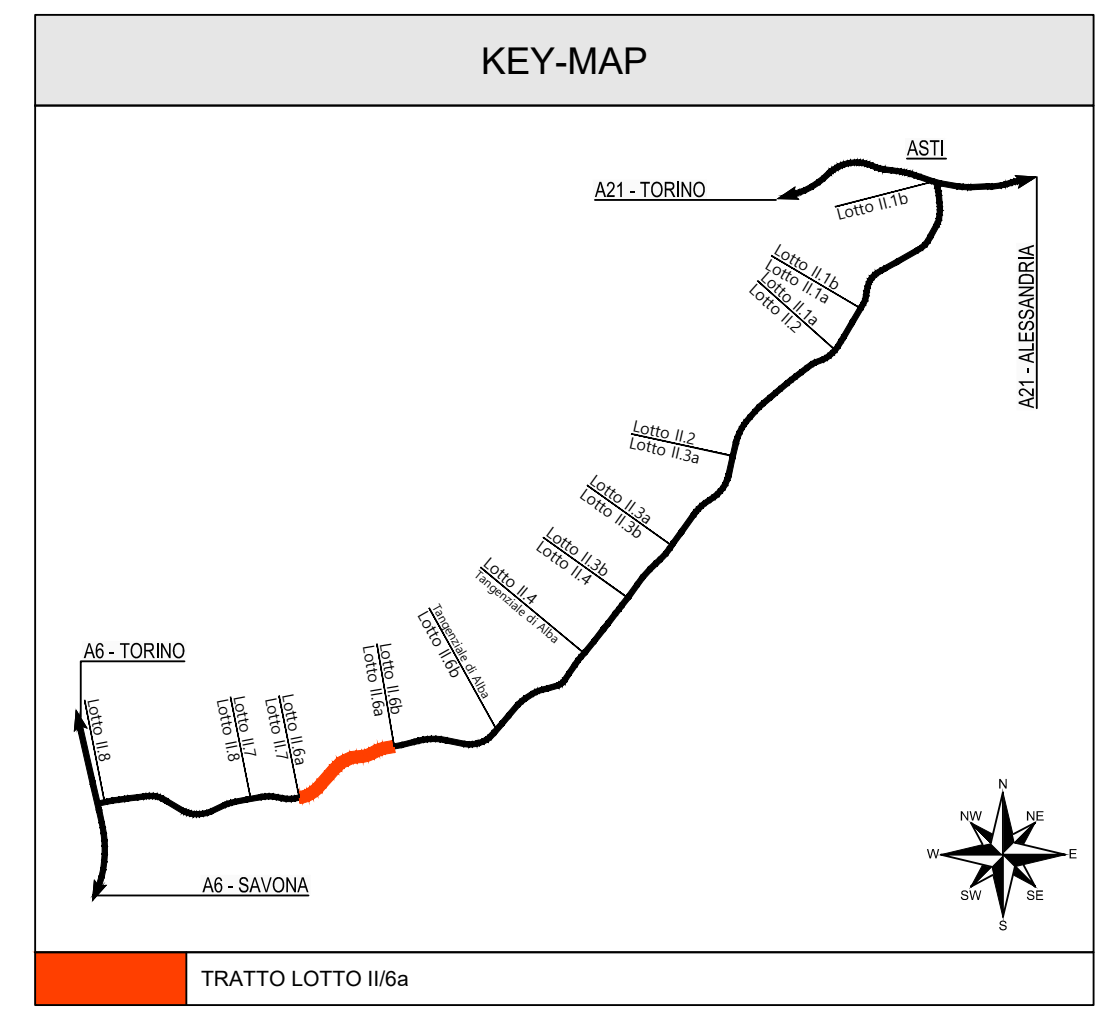 KEY-MAP
ASTI
A21 - TORINO
Lotto II.1b
A21 - ALESSANDRIA
Lotto II.1b
Lotto II.1a
Lotto II.1a
Lotto II.2
Lotto II.2
Lotto II.3a
Lotto II.3a
Lotto II.3b
Lotto II.3b
Lotto II.4
Lotto II.4
Tangenziale di Alba
Tangenziale di Alba
Lotto II.6b
Lotto II.6b
Lotto II.6a
Lotto II.6a
Lotto II.7
Lotto II.7
Lotto II.8
A6 - TORINO
Lotto II.8
A6 - SAVONA
N
NW
NE
W
E
SW
SE
S
TRATTO LOTTO II/6a